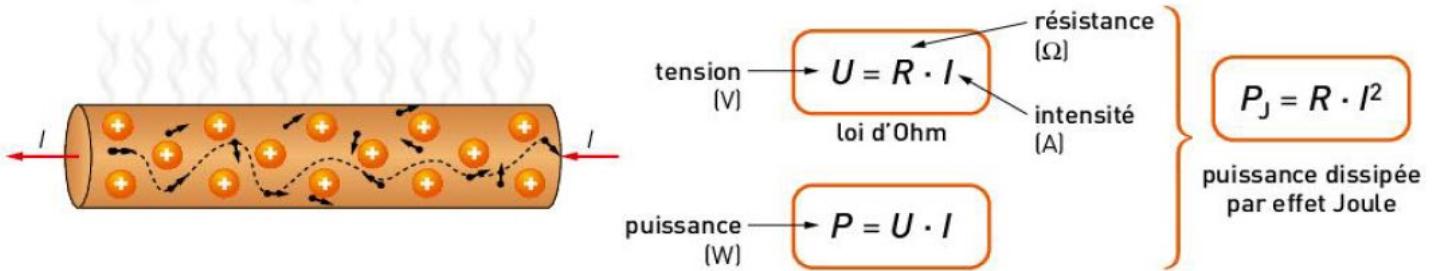 I
+ + + + +
+ + + +
+ + + + +
I
tension
(V)
U = R · I
résistance
(Ω)
intensité
(A)
loi d'Ohm
puissance
(W)
P = U · I
P_J = R · I²
puissance dissipée
par effet Joule